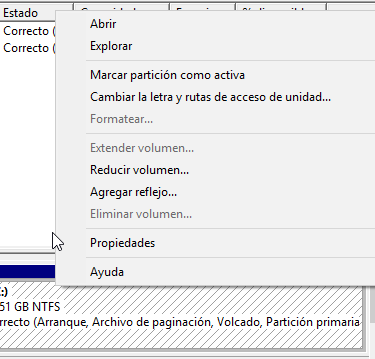 Estado
Correcto (
Correcto (
Abrir
Explorar
Marcar partición como activa
Cambiar la letra y rutas de acceso de unidad...
Formatear...
Extender volumen...
Reducir volumen...
Agregar reflejo...
Eliminar volumen...
Propiedades
Ayuda
:)
51 GB NTFS
rrecto (Arranque, Archivo de paginación, Volcado, Partición primaria